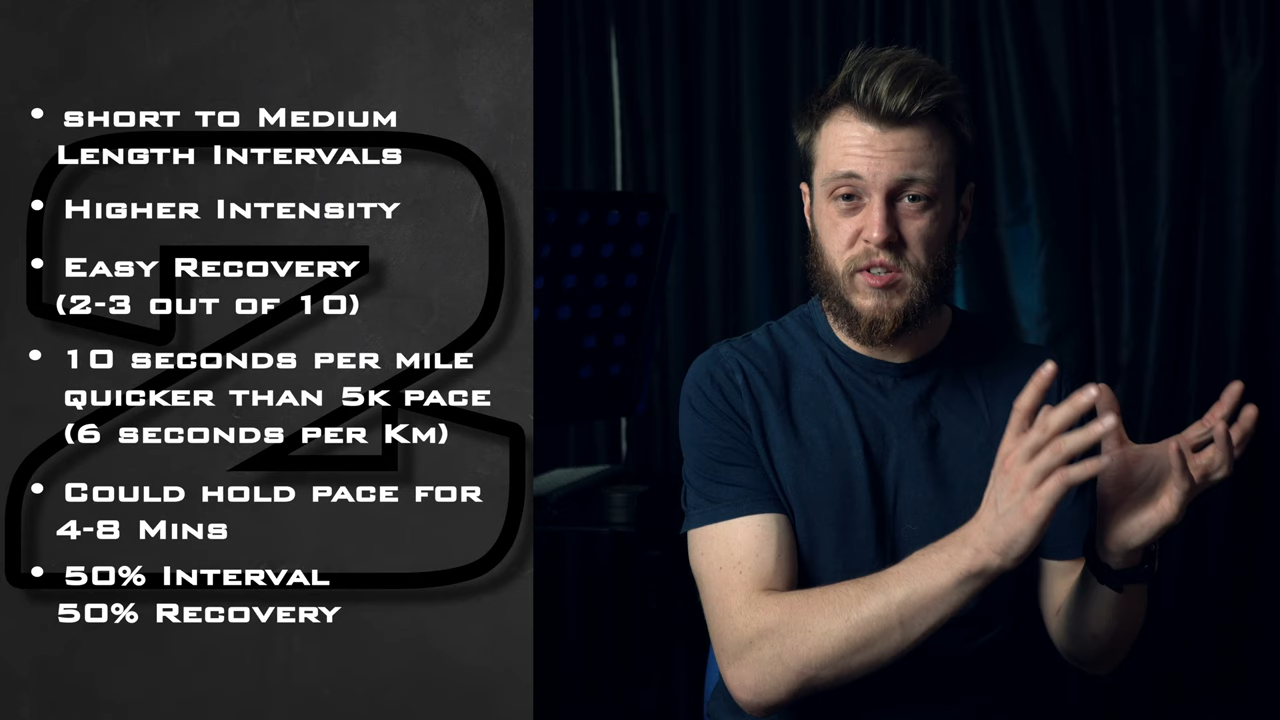 • short to Medium
Length Intervals
• Higher Intensity
• Easy Recovery
(2-3 out of 10)
• 10 seconds per mile
quicker than 5k pace
(6 seconds per Km)
• Could hold pace for
4-8 Mins
• 50% Interval
50% Recovery
2